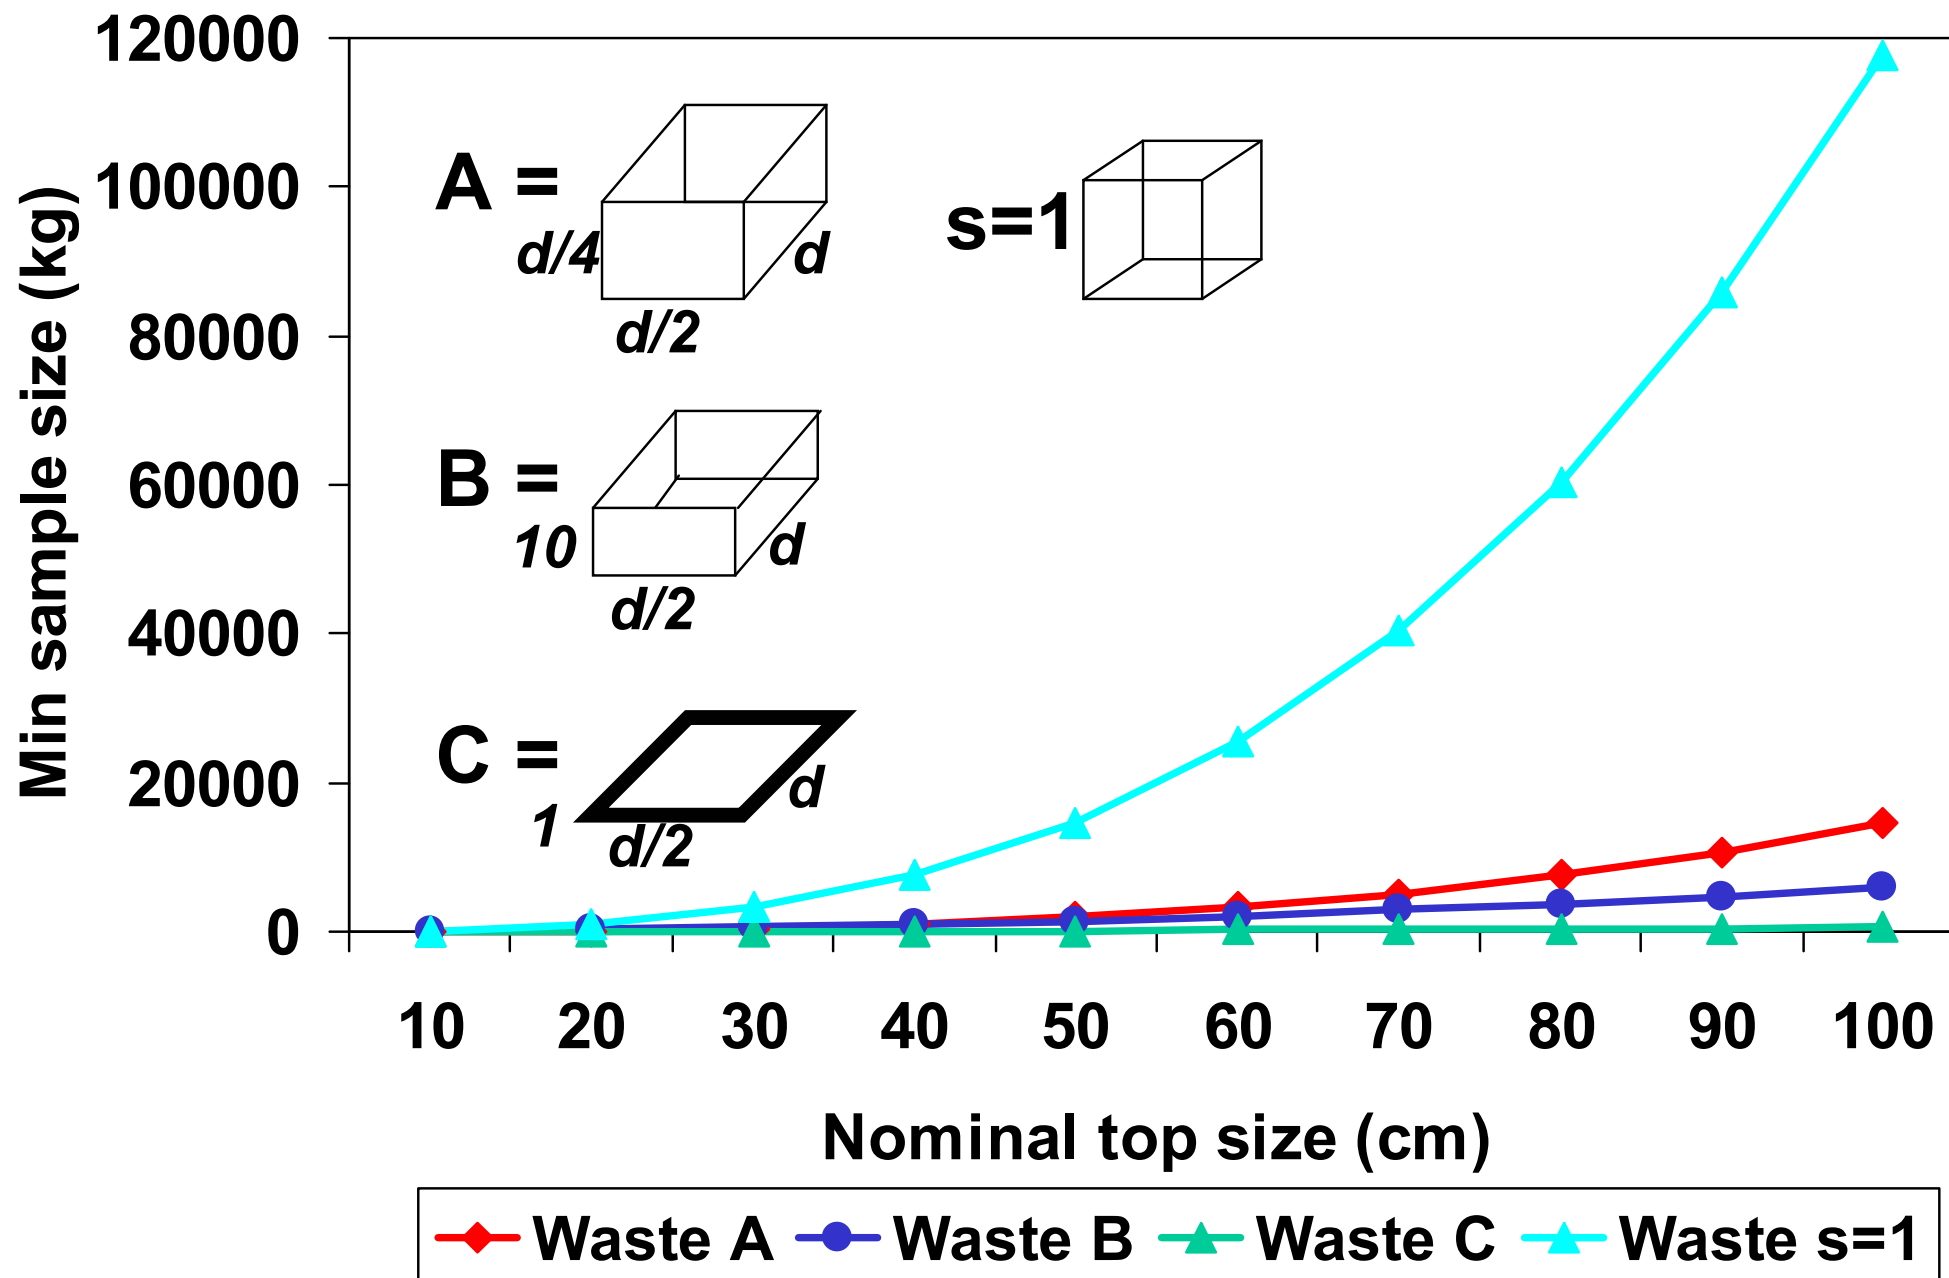 Min sample size (kg)
120000
100000
80000
60000
40000
20000
0
A =
d/4
d
d/2
s=1
B =
10
d
d/2
C =
1
d
d/2
10 20 30 40 50 60 70 80 90 100
Nominal top size (cm)
Waste A Waste B Waste C Waste s=1